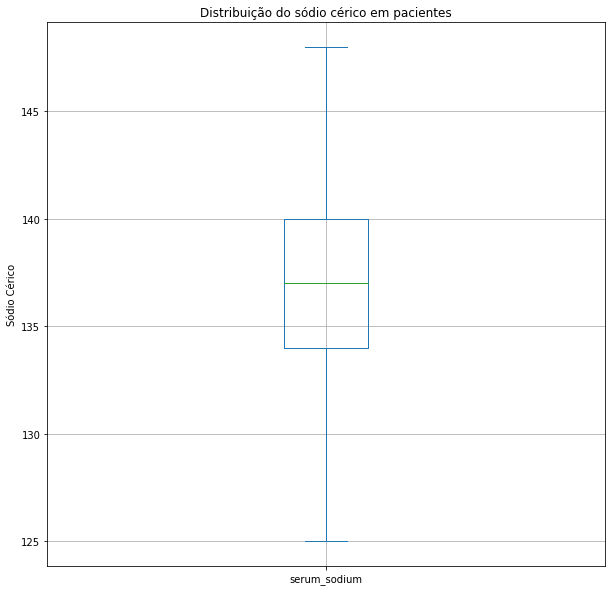 Distribuição do sódio cérico em pacientes
145
140
135
130
125
Sódio Cérico
serum_sodium